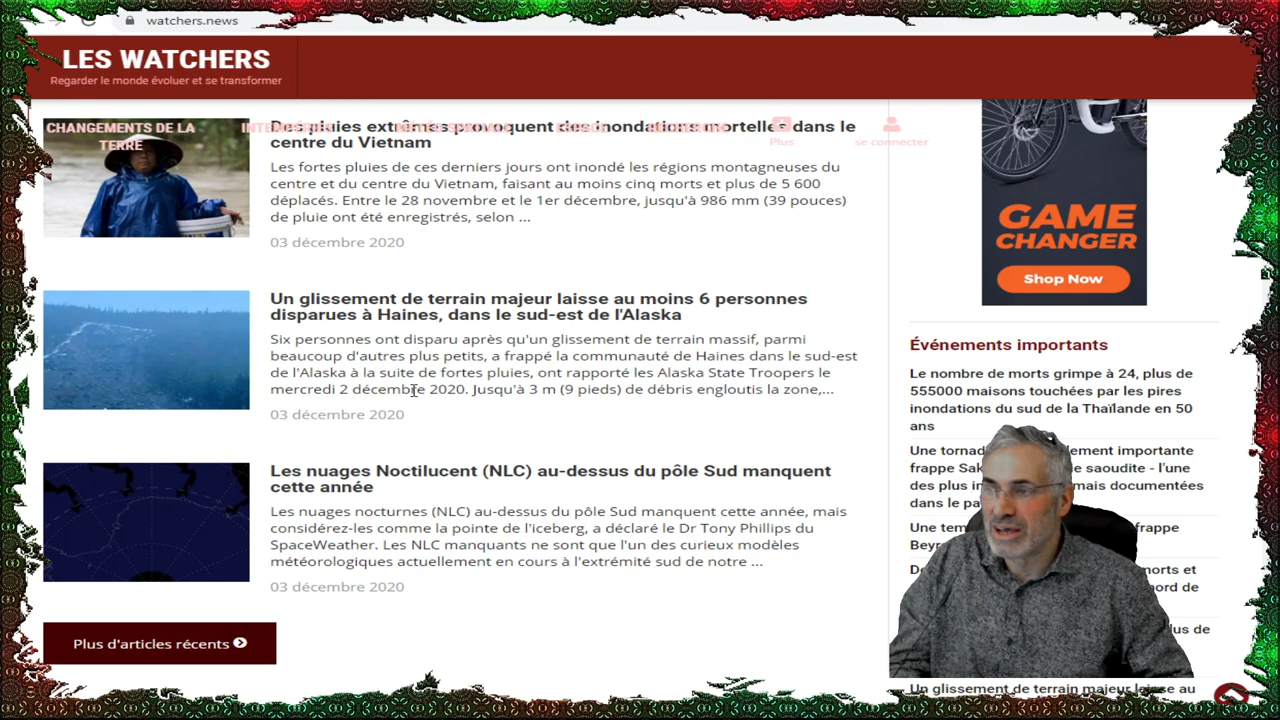 watchers.news
LES WATCHERS
Regarder le monde évoluer et se transformer
CHANGEMENTS DE LA
TERRE
Plus
se connecter
Des pluies extrêmes provoquent des inondations mortelles dans le
centre du Vietnam
Les fortes pluies de ces derniers jours ont inondé les régions montagneuses du
centre et du centre du Vietnam, faisant au moins cinq morts et plus de 5 600
déplacés. Entre le 28 novembre et le 1er décembre, jusqu'à 986 mm (39 pouces)
de pluie ont été enregistrés, selon ...
03 décembre 2020
Un glissement de terrain majeur laisse au moins 6 personnes
disparues à Haines, dans le sud-est de l'Alaska
Six personnes ont disparu après qu'un glissement de terrain massif, parmi
beaucoup d'autres plus petits, a frappé la communauté de Haines dans le sud-est
de l'Alaska à la suite de fortes pluies, ont rapporté les Alaska State Troopers le
mercredi 2 décembre 2020. Jusqu'à 3 m (9 pieds) de débris engloutis la zone,...
03 décembre 2020
Les nuages Noctilucent (NLC) au-dessus du pôle Sud manquent
cette année
Les nuages nocturnes (NLC) au-dessus du pôle Sud manquent cette année, mais
considérez-les comme la pointe de l'iceberg, a déclaré le Dr Tony Phillips du
SpaceWeather. Les NLC manquants ne sont que l'un des curieux modèles
météorologiques actuellement en cours à l'extrémité sud de notre ...
03 décembre 2020
Plus d'articles récents
GAME
CHANGER
Shop Now
Événements importants
Le nombre de morts grimpe à 24, plus de
555000 maisons touchées par les pires
inondations du sud de la Thaïlande en 50
ans
Une importante
frappe saoudite - l'une
des plus documentées
dans le
Une frappe
morts et
de
de
Un glissement de terrain majeur laisse au